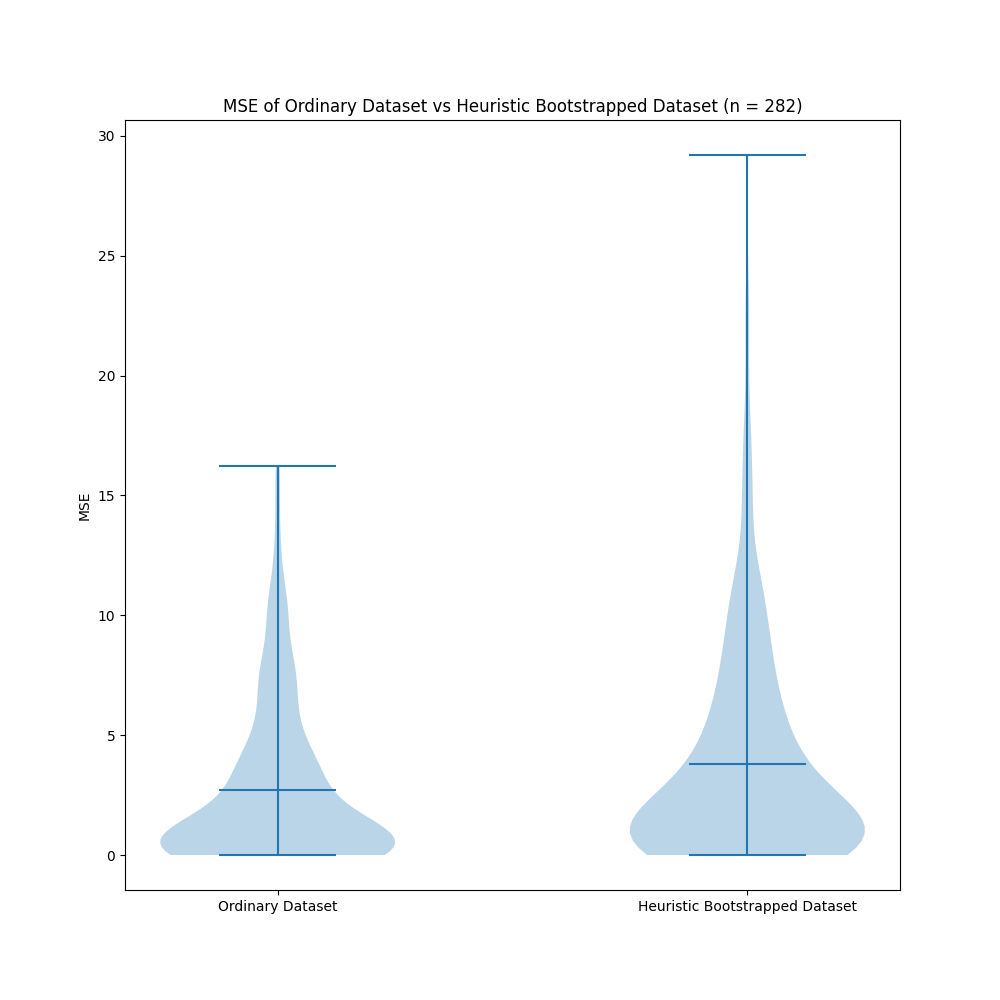 MSE of Ordinary Dataset vs Heuristic Bootstrapped Dataset (n = 282)
30
25
20
15
10
5
0
MSE
Ordinary Dataset
Heuristic Bootstrapped Dataset